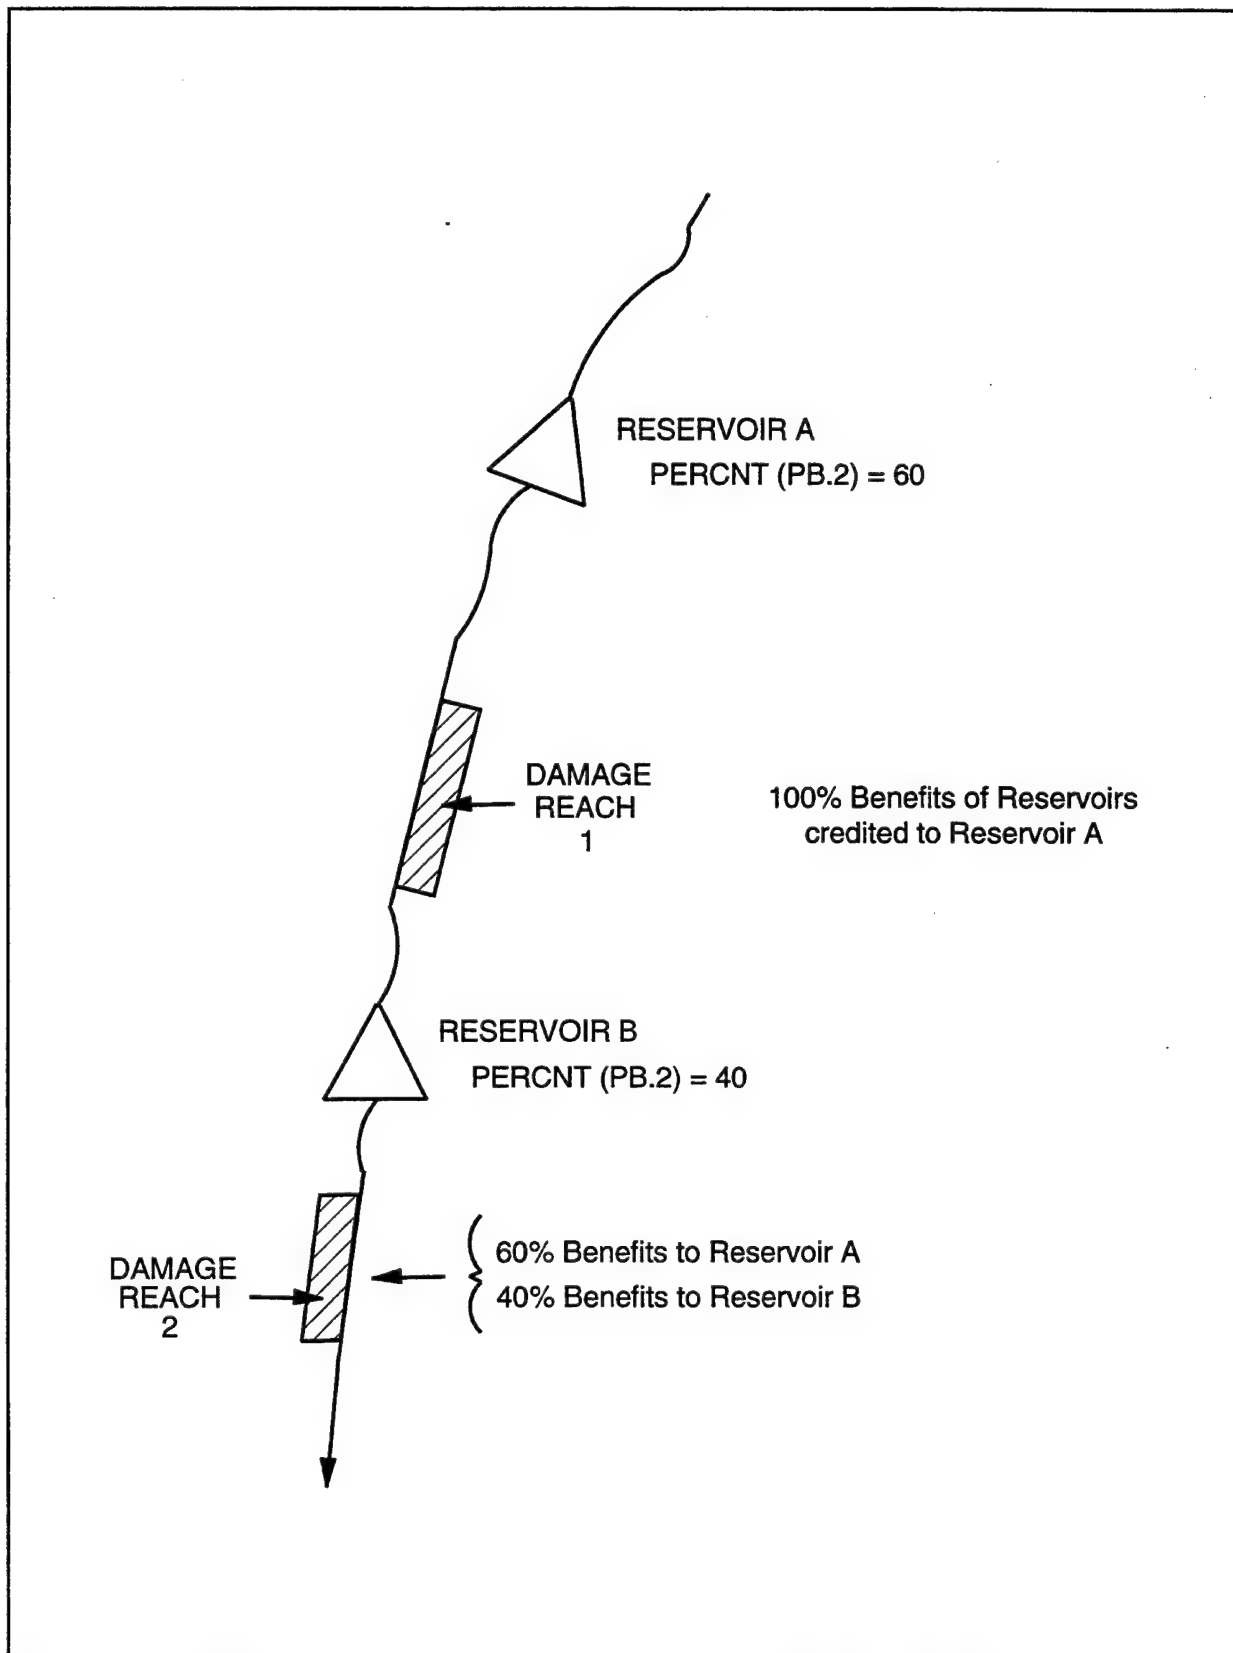 RESERVOIR A
PERCNT (PB.2) = 60
DAMAGE
REACH
1
100% Benefits of Reservoirs
credited to Reservoir A
RESERVOIR B
PERCNT (PB.2) = 40
DAMAGE
REACH
2
60% Benefits to Reservoir A
40% Benefits to Reservoir B